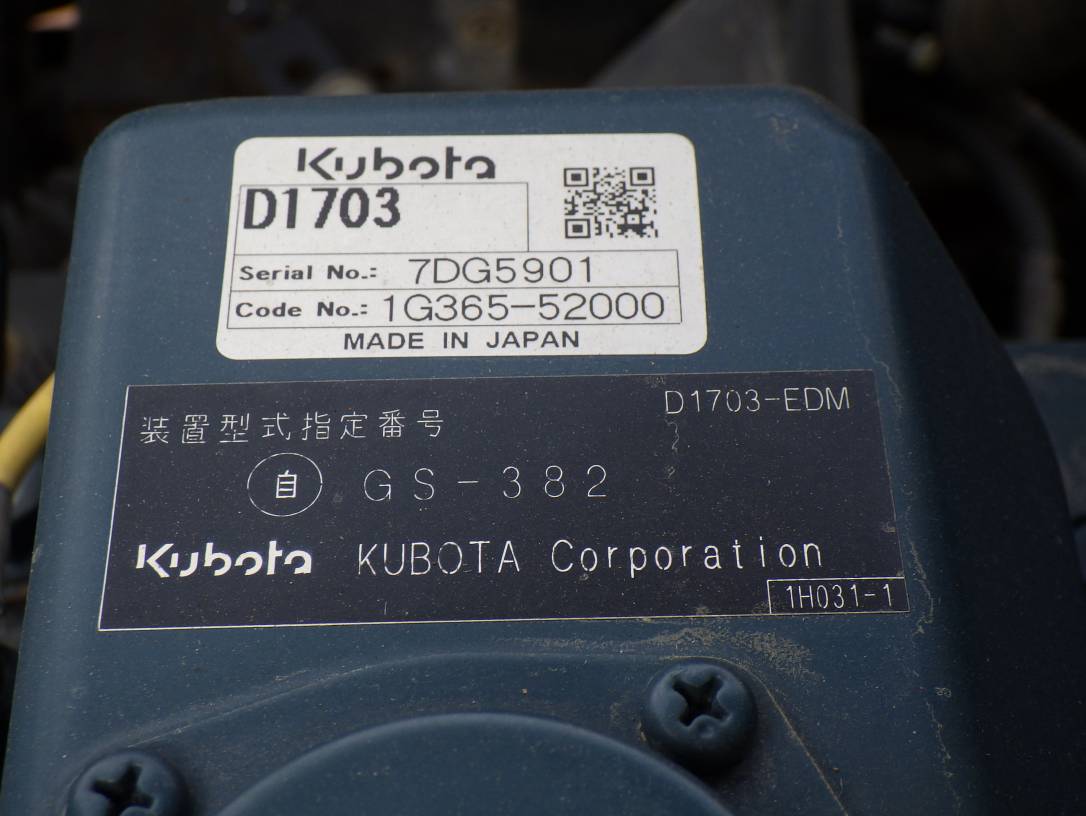 Kubota
D1703
Serial No.: 7DG5901
Code No.: 1G365-52000
MADE IN JAPAN
D1703-EDM
装置型式指定番号
自 GS-382
Kubota KUBOTA Corporation
1H031-1